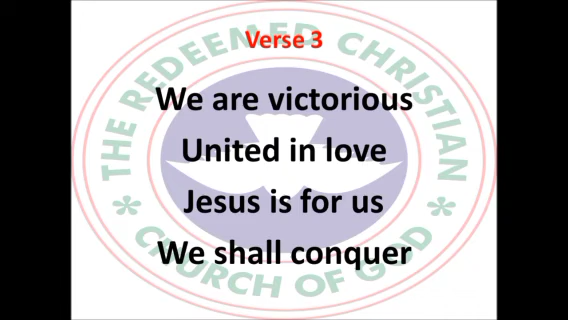 Verse 3
We are victorious
United in love
Jesus is for us
We shall conquer
THE REDEEMED CHRISTIAN
CHURCH OF GOD